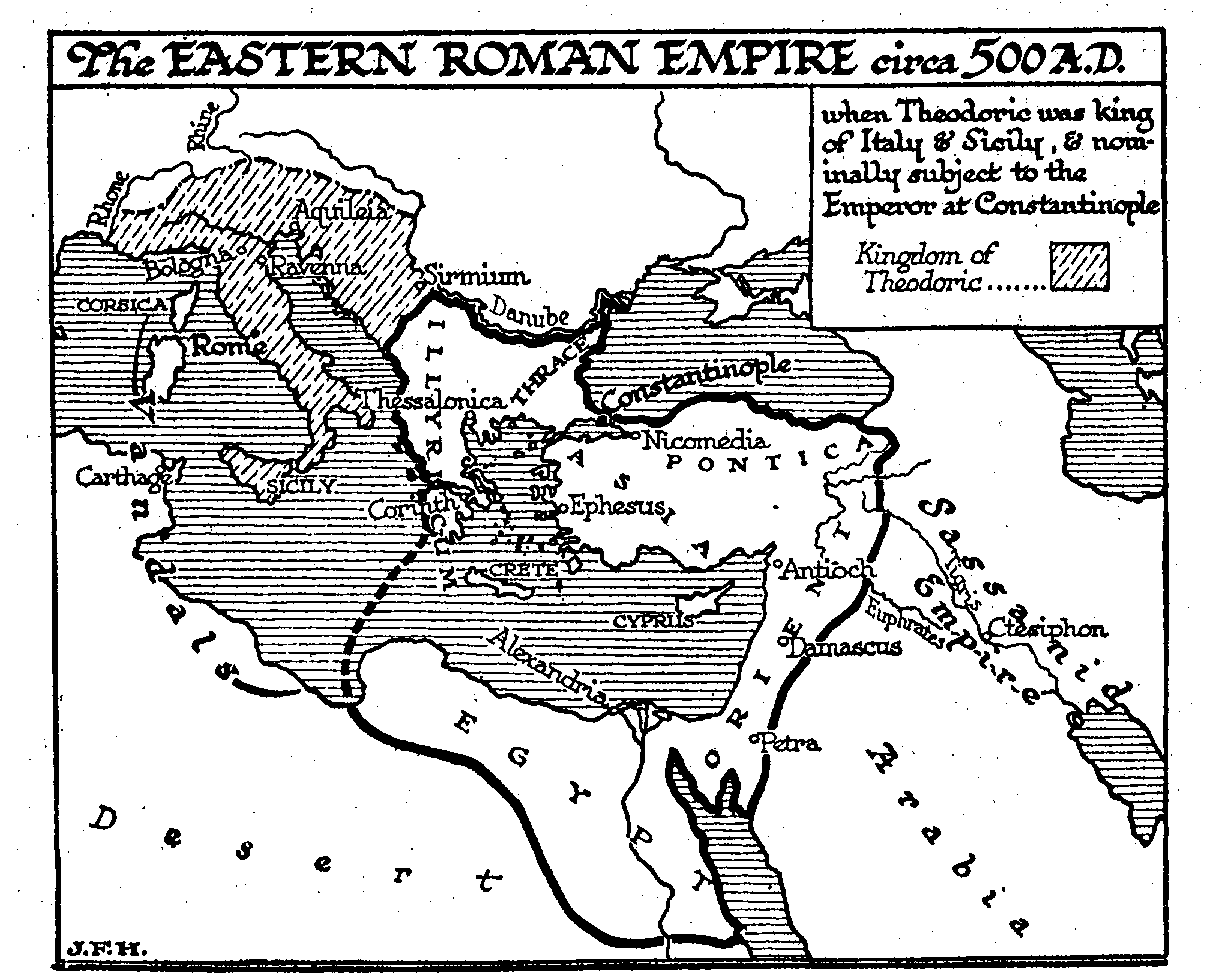 The EASTERN ROMAN EMPIRE circa 500 A.D.
when Theodoric was king
of Italy & Sicily, & nom-
inally subject to the
Emperor at Constantinople
Kingdom of
Theodoric.......
Rhine
Rhone
Aquileia
Bologna
Ravenna
Sirmium
CORSICA
Danube
Rome
ILLYRICUM
THRACE
Constantinople
Thessalonica
Nicomedia
PONTICA
Carthage
SICILY
ASIA
Corinth
Ephesus
Vandals
CRETE
Antioch
Sassanid
Empire
Tigris
CYPRUS
Euphrates
Ctesiphon
Alexandria
Damascus
ORIENT
EGYPT
Petra
Arabia
Desert
J.F.H.